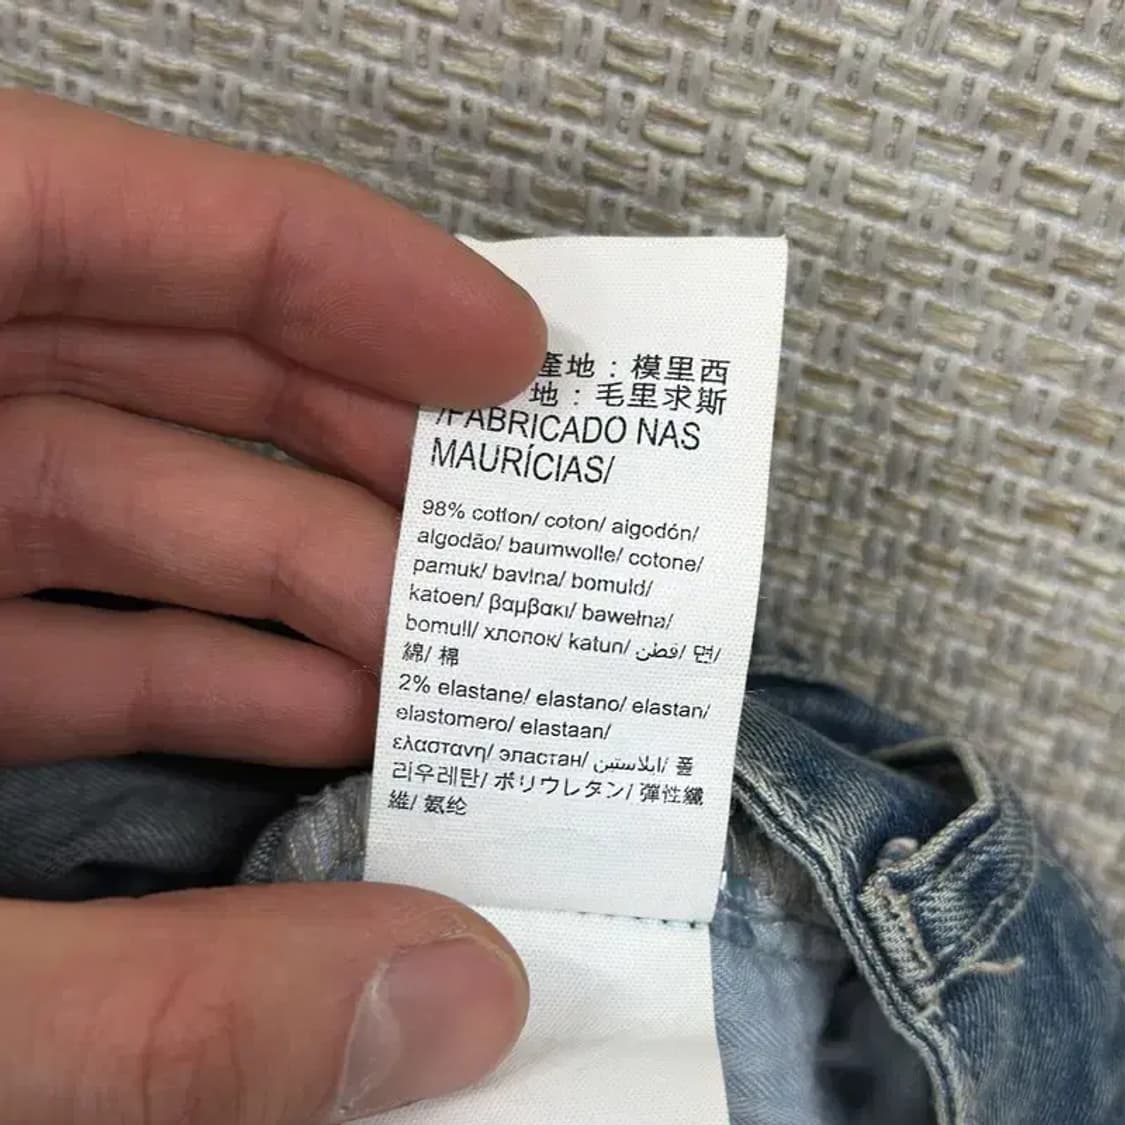 產地：模里西
地：毛里求斯
/FABRICADO NAS
MAURÍCIAS/
98% cotton/ coton/ algodón/
algodão/ baumwolle/ cotone/
pamuk/ bavlna/ bomuld/
katoen/ βαμβακι/ bawełna/
bomull/ хлопок/ katun/ قطن/ 면/
綿/ 棉
2% elastane/ elastano/ elastan/
elastomero/ elastaan/
ελαστανη/ эластан/ ايلاستين/ 폴
리우레탄/ ポリウレタン/ 彈性纖
維/ 氨纶